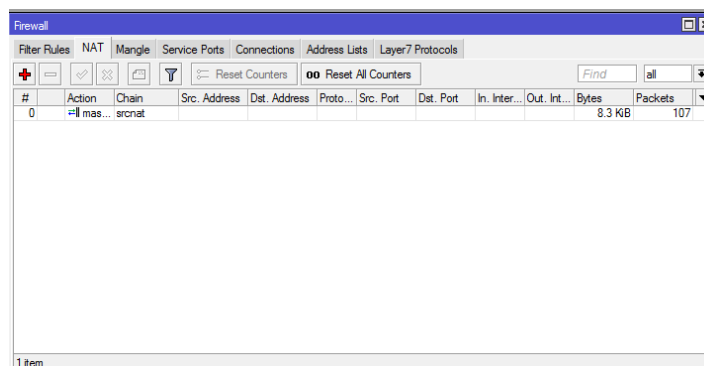 Firewall
Filter Rules NAT Mangle Service Ports Connections Address Lists Layer7 Protocols
Reset Counters 00 Reset All Counters Find all
# Action Chain Src. Address Dst. Address Proto... Src. Port Dst. Port In. Inter... Out. Int... Bytes Packets
0 mas... srcnat 8.3 KiB 107
1 item